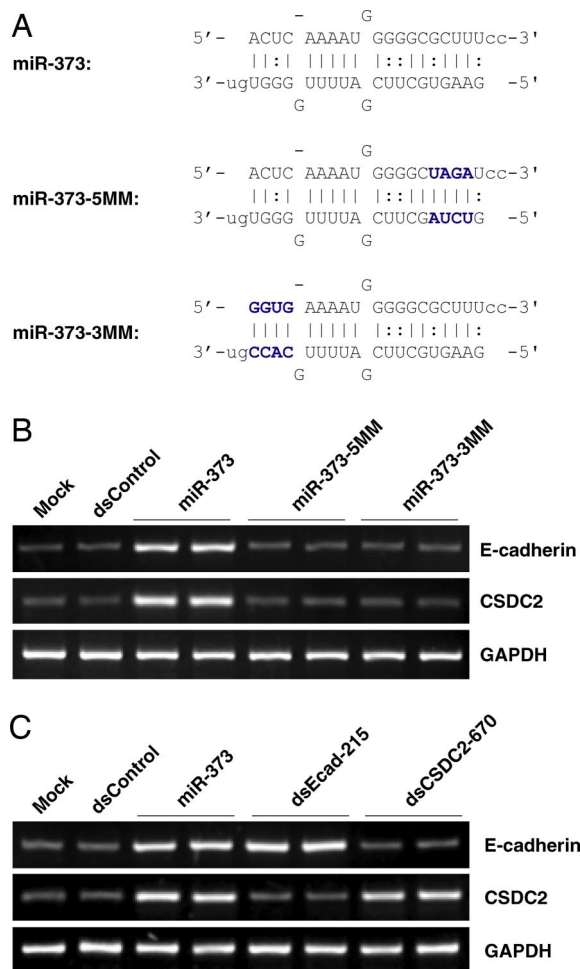 A
– G
5′- ACUC AAAAU GGGGCGCUUUcc-3'
miR-373: ||:| ||||| |::|||:|||
3′-ugUGGG UUUUA CUUCGUGAAG -5'
G G
– G
5′- ACUC AAAAU GGGGCUAGAUcc-3'
miR-373-5MM: ||:| ||||| |::||||||:
3′-ugUGGG UUUUA CUUCGAUCUG -5'
G G
– G
5′- GGUG AAAAU GGGGCGCUUUcc-3'
miR-373-3MM: |||| ||||| |::||:|||:
3′-ugCCAC UUUUA CUUCGUGAAG -5'
G G
B
Mock dsControl miR-373 miR-373-5MM miR-373-3MM
E-cadherin
CSDC2
GAPDH
C
Mock dsControl miR-373 dsEcad-215 dsCSDC2-670
E-cadherin
CSDC2
GAPDH